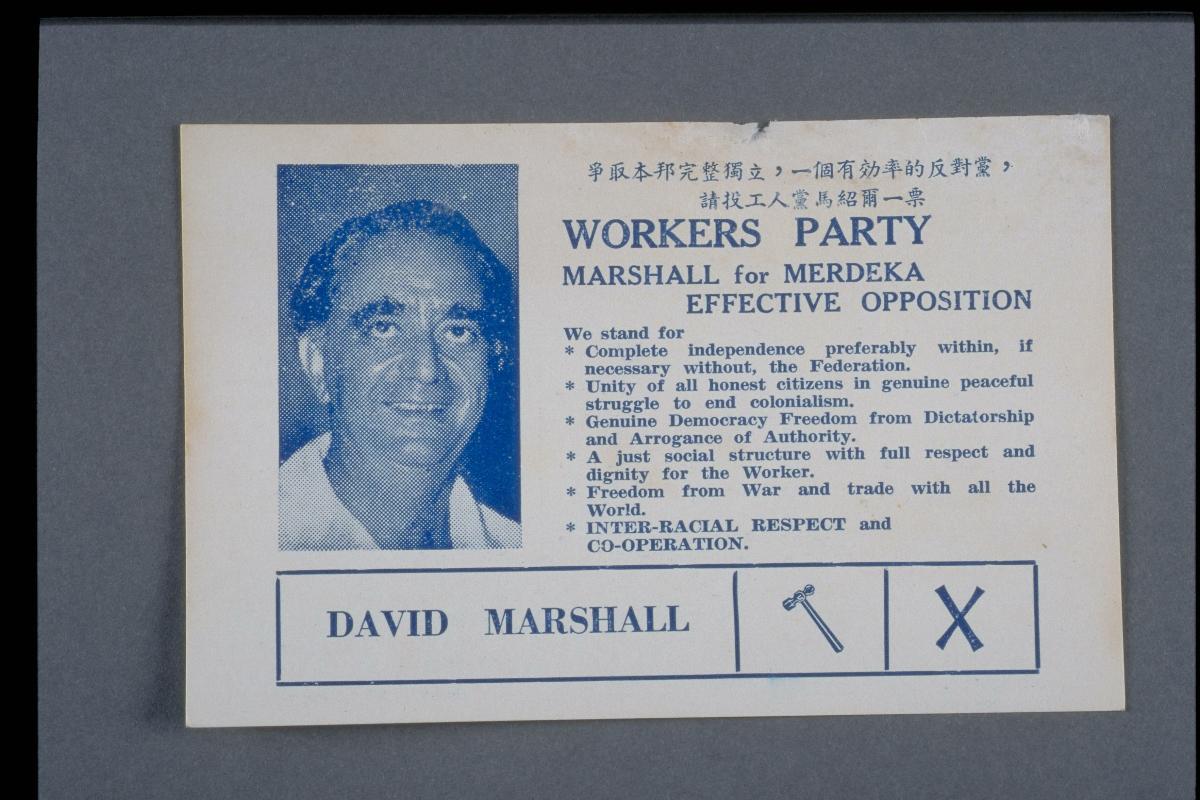 爭取本邦完整獨立，一個有効率的反對黨，
請投工人黨馬紹爾一票
WORKERS PARTY
MARSHALL for MERDEKA
EFFECTIVE OPPOSITION
We stand for
* Complete independence preferably within, if
necessary without, the Federation.
* Unity of all honest citizens in genuine peaceful
struggle to end colonialism.
* Genuine Democracy Freedom from Dictatorship
and Arrogance of Authority.
* A just social structure with full respect and
dignity for the Worker.
* Freedom from War and trade with all the
World.
* INTER-RACIAL RESPECT and
CO-OPERATION.
DAVID MARSHALL X